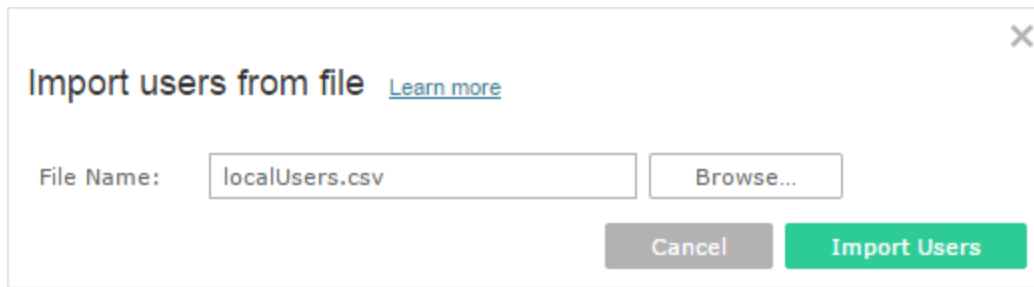 Import users from file Learn more
File Name: localUsers.csv Browse...
Cancel Import Users